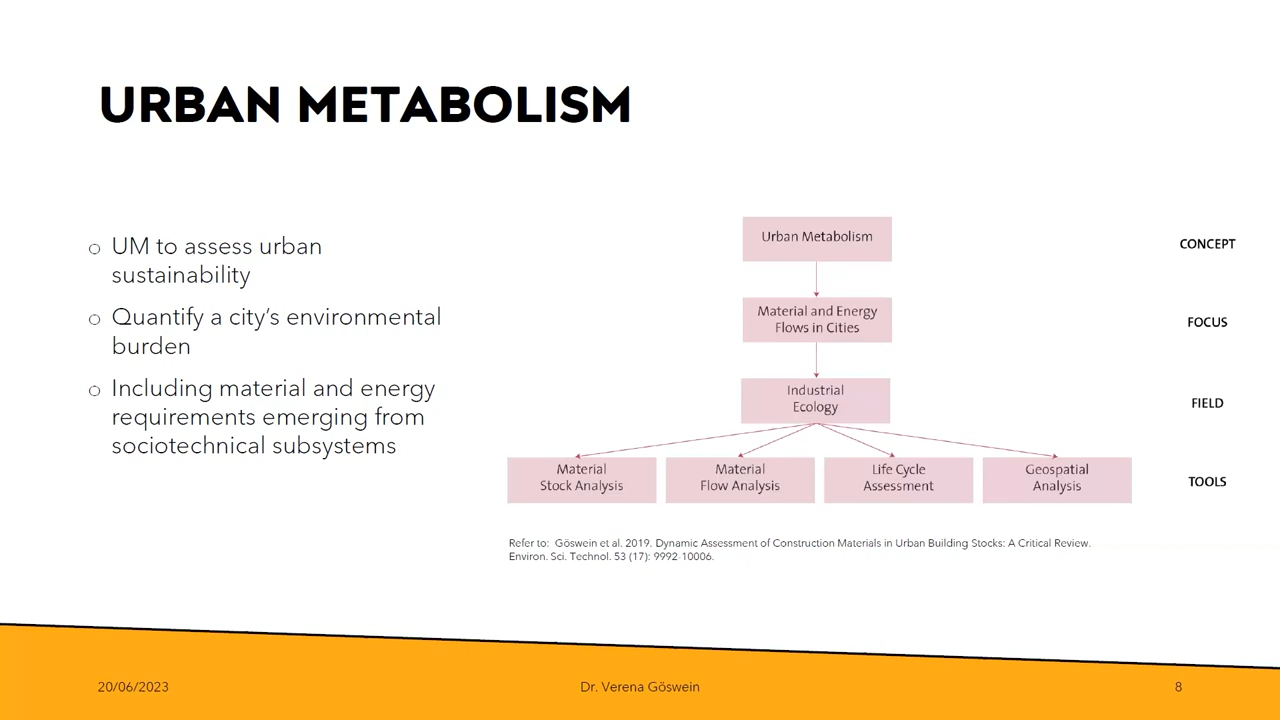 URBAN METABOLISM
○ UM to assess urban
sustainability
○ Quantify a city's environmental
burden
○ Including material and energy
requirements emerging from
sociotechnical subsystems
Urban Metabolism
CONCEPT
Material and Energy
Flows in Cities
FOCUS
Industrial
Ecology
FIELD
Material
Stock Analysis
Material
Flow Analysis
Life Cycle
Assessment
Geospatial
Analysis
TOOLS
Refer to: Göswein et al. 2019. Dynamic Assessment of Construction Materials in Urban Building Stocks: A Critical Review.
Environ. Sci. Technol. 53 (17): 9992-10006.
20/06/2023
Dr. Verena Göswein
8